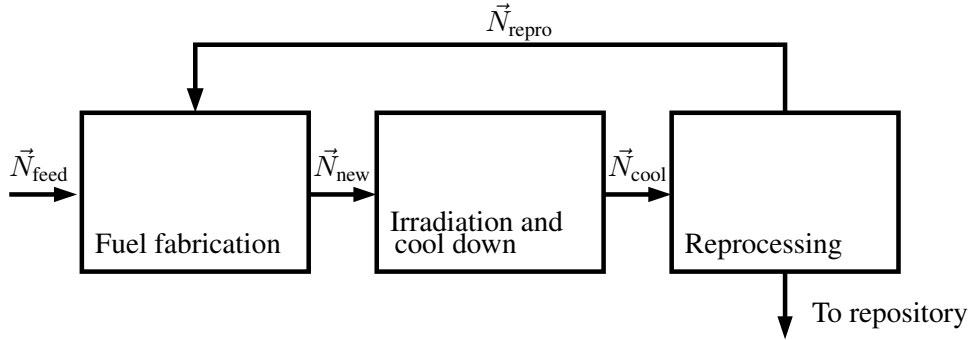 N⃗repro
N⃗feed
N⃗new
N⃗cool
Fuel fabrication
Irradiation and
cool down
Reprocessing
To repository